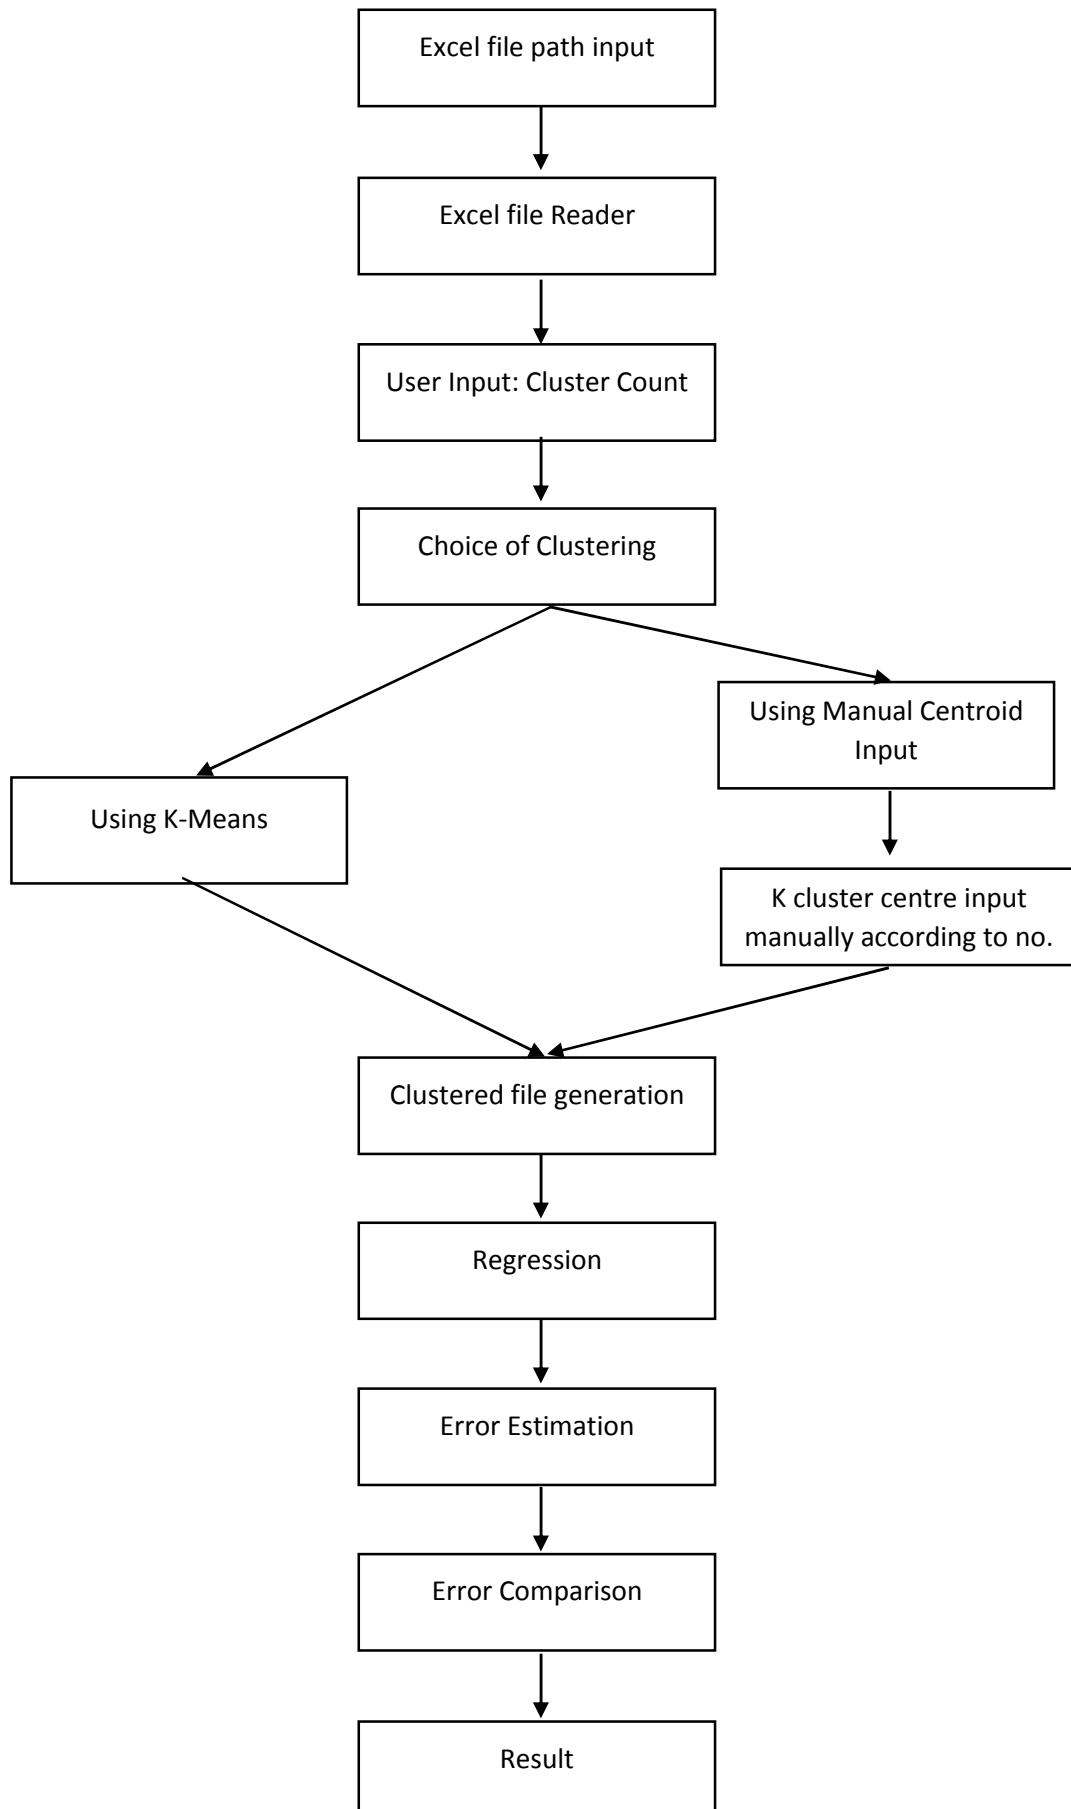 Excel file path input
Excel file Reader
User Input: Cluster Count
Choice of Clustering
Using Manual Centroid
Input
Using K-Means
K cluster centre input
manually according to no.
Clustered file generation
Regression
Error Estimation
Error Comparison
Result